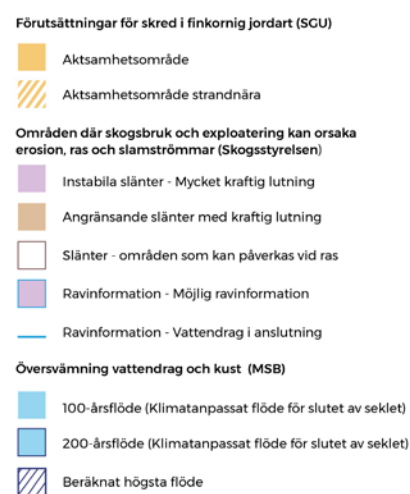 Förutsättningar för skred i finkornig jordart (SGU)
Aktsamhetsområde
Aktsamhetsområde strandnära
Områden där skogsbruk och exploatering kan orsaka
erosion, ras och slamströmmar (Skogsstyrelsen)
Instabila slänter - Mycket kraftig lutning
Angränsande slänter med kraftig lutning
Slänter - områden som kan påverkas vid ras
Ravinformation - Möjlig ravinformation
Ravinformation - Vattendrag i anslutning
Översvämning vattendrag och kust (MSB)
100-årsflöde (Klimatanpassat flöde för slutet av seklet)
200-årsflöde (Klimatanpassat flöde för slutet av seklet)
Beräknat högsta flöde